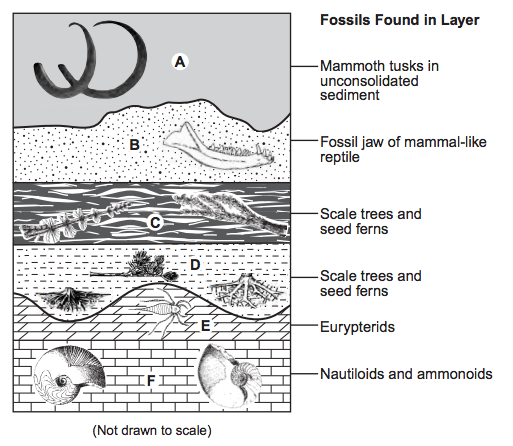 Fossils Found in Layer
A
Mammoth tusks in
unconsolidated
sediment
B
Fossil jaw of mammal-like
reptile
C
Scale trees and
seed ferns
D
Scale trees and
seed ferns
E
Eurypterids
F
Nautiloids and ammonoids
(Not drawn to scale)